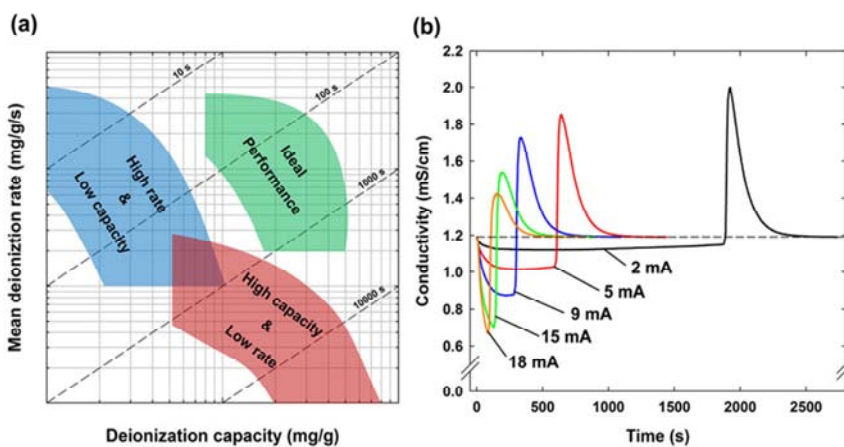 (a)
Mean deioniztion rate (mg/g/s)
10 s
100 s
1000 s
10000 s
High rate
&
Low capacity
Ideal
Performance
High capacity
&
Low rate
Deionization capacity (mg/g)
(b)
Conductivity (mS/cm)
2.2
2.0
1.8
1.6
1.4
1.2
1.0
0.8
0.6
0.0
2 mA
5 mA
9 mA
15 mA
18 mA
0
500
1000
1500
2000
2500
Time (s)